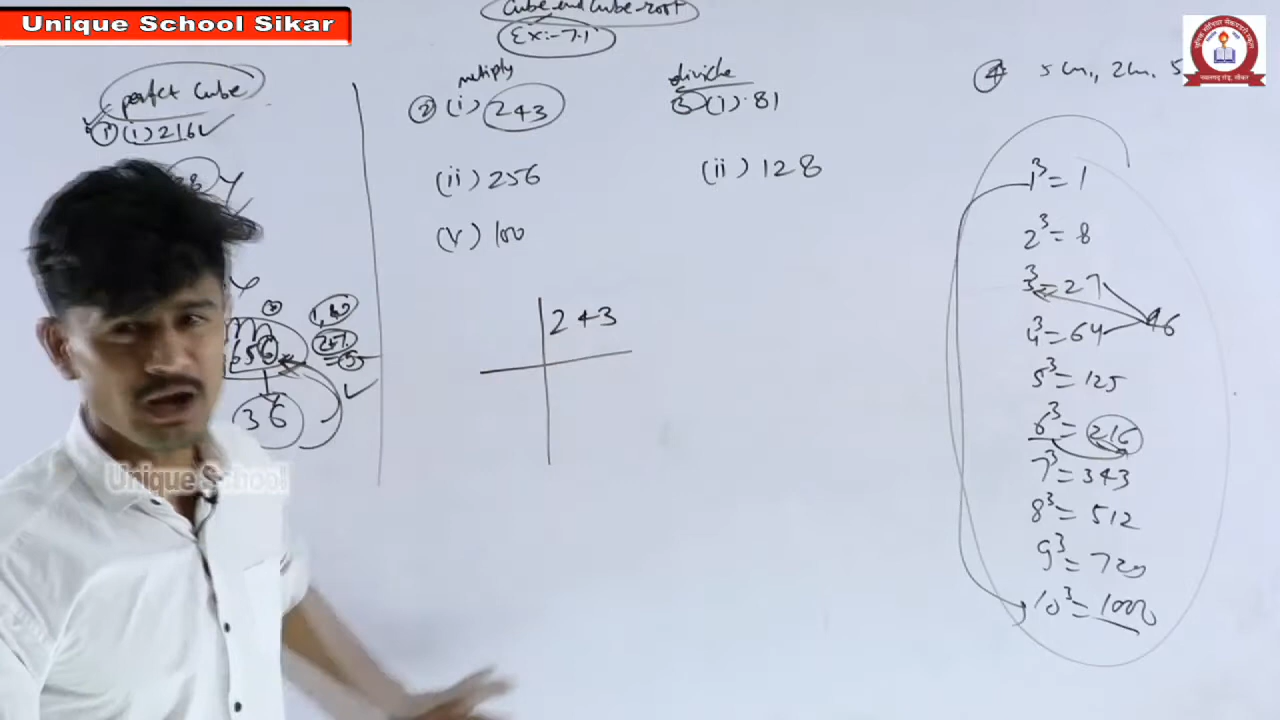 Unique School Sikar
Cube and Cube-root
Ex:-7.1
perfect Cube
① (i) 216 ✓
36
multiply
② (i) 243
(ii) 256
(v) 100
243
divide
③ (i) 81
(ii) 128
④ 5 cm, 2cm, 5
1³ = 1
2³ = 8
3³ = 27
4³ = 64
46
5³ = 125
6³ = 216
7³ = 343
8³ = 512
9³ = 729
10³ = 1000
Unique School